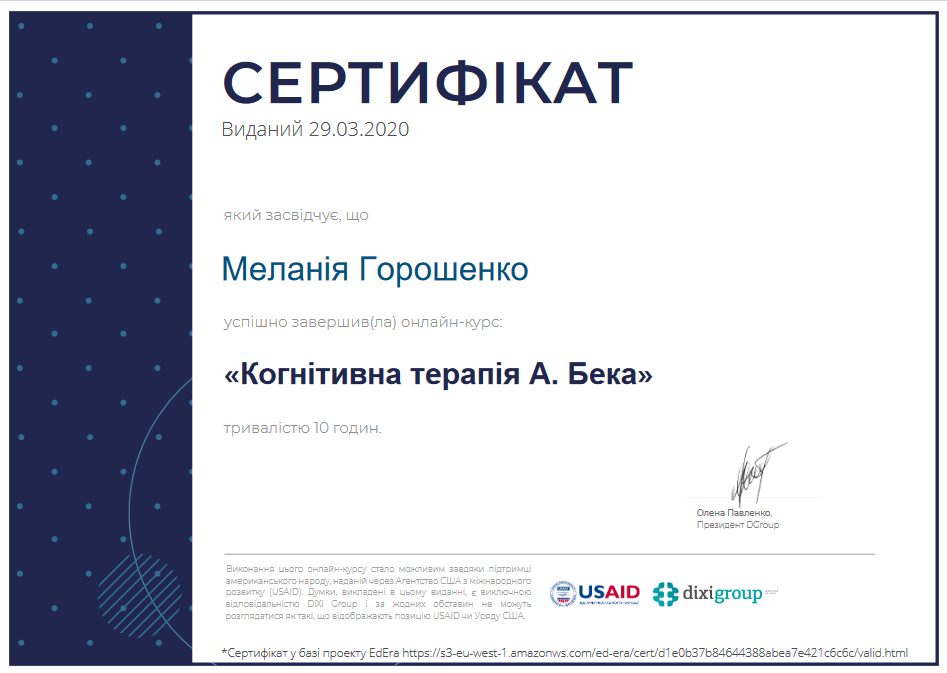 СЕРТИФІКАТ
Виданий 29.03.2020
який засвідчує, що
Меланія Горошенко
успішно завершив(ла) онлайн-курс:
«Когнітивна терапія А. Бека»
тривалістю 10 годин.
Олена Павленко,
Президент DGroup
Виконання цього онлайн-курсу стало можливим завдяки підтримці
американського народу, наданій через Агентство США з міжнародного
розвитку (USAID). Думки, викладені в цьому виданні, є виключною
відповідальністю DiXi Group і за жодних обставин не можуть
розглядатися як такі, що відображають позицію USAID чи Уряду США.
USAID
ВІД АМЕРИКАНСЬКОГО НАРОДУ
dixigroup
*Сертифікат у базі проекту EdEra https://s3-eu-west-1.amazonws.com/ed-era/cert/d1e0b37b84644388abea7e421c6c6c/valid.html